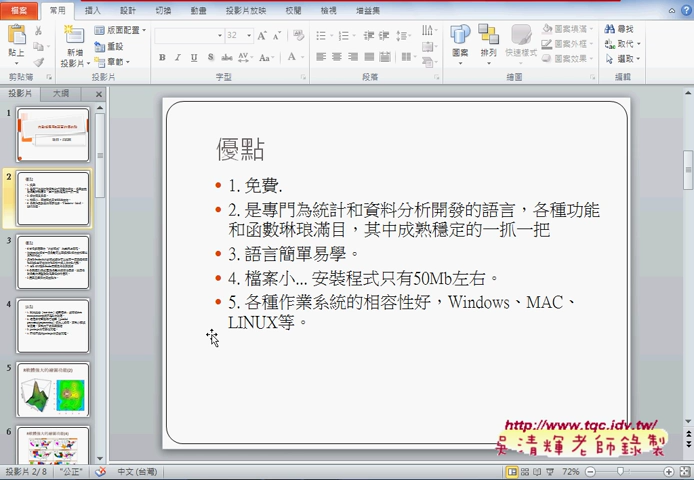 檔案 常用 插入 設計 切換 動畫 投影片放映 校閱 檢視 增益集
貼上 新增投影片 版面配置 重設 章節 32 圖案 排列 快速樣式 圖案填滿 圖案外框 圖案效果 尋找 取代 選取
剪貼簿 投影片 字型 段落 繪圖 編輯
投影片 大綱
1
2
3
4
5
6
優點
1. 免費.
2. 是專門為統計和資料分析開發的語言，各種功能
和函數琳琅滿目，其中成熟穩定的一抓一把
3. 語言簡單易學。
4. 檔案小... 安裝程式只有50Mb左右。
5. 各種作業系統的相容性好，Windows、MAC、
LINUX等。
http://www.tqc.idv.tw/
吳清輝老師錄製
投影片 2/8 "公正" 中文 (台灣) 72%